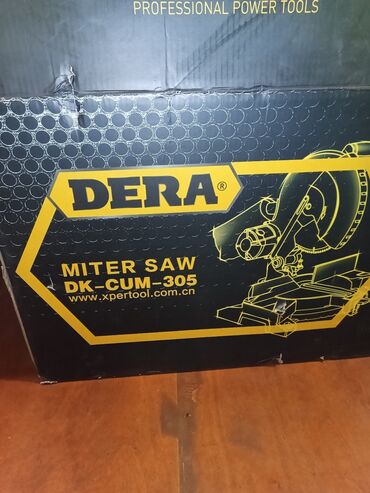 PROFESSIONAL POWER TOOLS
DERA®
MITER SAW
DK-CUM-305
www.xpertool.com.cn